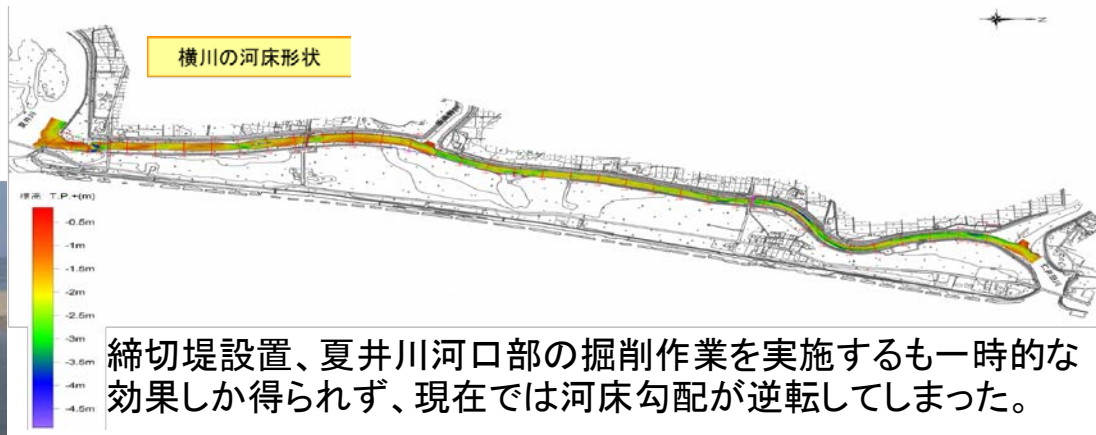 横川の河床形状
N
夏井川
標高 T.P.+(m)
-0.5m
-1m
-1.5m
-2m
-2.5m
-3m
-3.5m
-4m
-4.5m
締切堤設置、夏井川河口部の掘削作業を実施するも一時的な
効果しか得られず、現在では河床勾配が逆転してしまった。